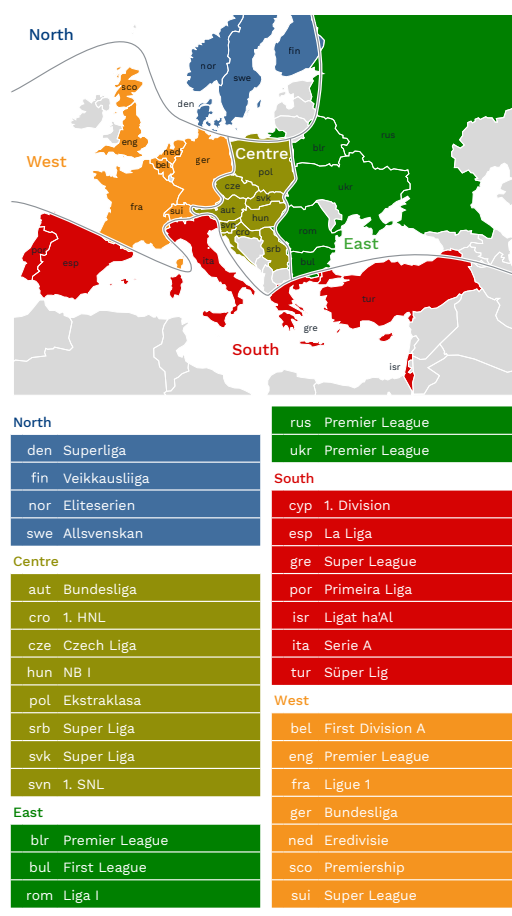 North
nor
swe
fin
den
sco
eng
West
ned
bel
ger
fra
sui
Centre
pol
cze
svk
aut
hun
svn
cro
srb
blr
rus
ukr
rom
bul
East
por
esp
ita
tur
gre
isr
South
North
den Superliga
fin Veikkausliiga
nor Eliteserien
swe Allsvenskan
Centre
aut Bundesliga
cro 1. HNL
cze Czech Liga
hun NB I
pol Ekstraklasa
srb Super Liga
svk Super Liga
svn 1. SNL
East
blr Premier League
bul First League
rom Liga I
rus Premier League
ukr Premier League
South
cyp 1. Division
esp La Liga
gre Super League
por Primeira Liga
isr Ligat ha'Al
ita Serie A
tur Süper Lig
West
bel First Division A
eng Premier League
fra Ligue 1
ger Bundesliga
ned Eredivisie
sco Premiership
sui Super League